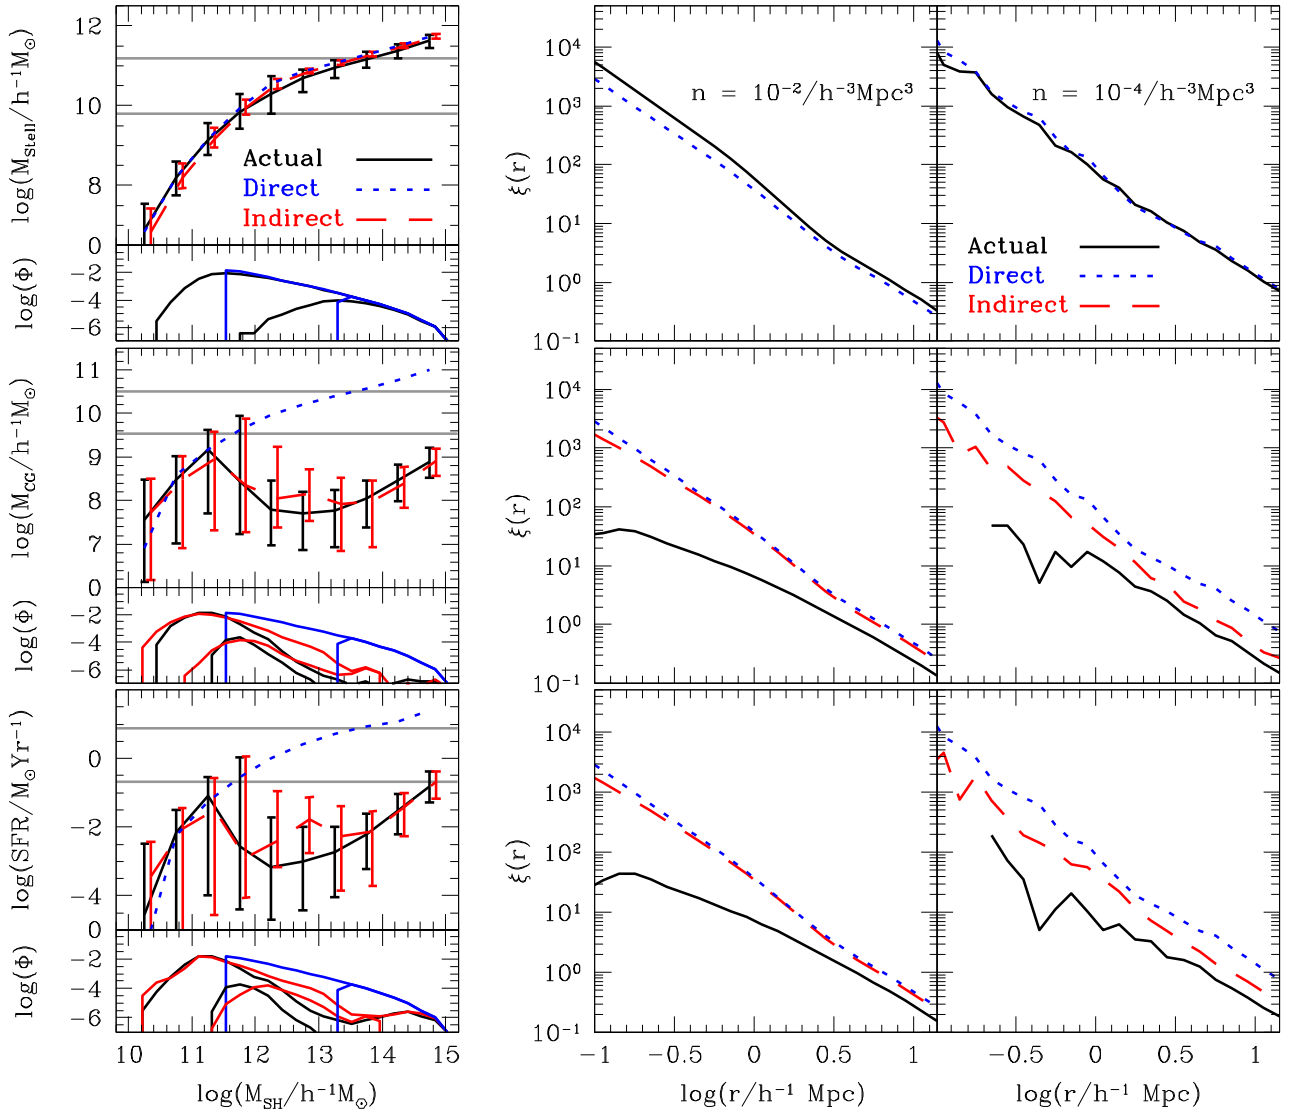 12
10
8
0
log(M_Stell/h⁻¹M⊙)
Actual
Direct
Indirect
−2
−4
−6
log(Φ)
11
10
9
8
7
0
log(M_CG/h⁻¹M⊙)
−2
−4
−6
log(Φ)
0
−2
−4
0
log(SFR/M⊙Yr⁻¹)
−2
−4
−6
log(Φ)
10 11 12 13 14 15
log(M_SH/h⁻¹M⊙)
10⁴
10³
10²
10¹
10⁰
10⁻¹
ξ(r)
n = 10⁻²/h⁻³Mpc³
n = 10⁻⁴/h⁻³Mpc³
Actual
Direct
Indirect
10⁴
10³
10²
10¹
10⁰
10⁻¹
ξ(r)
10⁴
10³
10²
10¹
10⁰
10⁻¹
ξ(r)
−1 −0.5 0 0.5 1
−0.5 0 0.5 1
log(r/h⁻¹ Mpc)
log(r/h⁻¹ Mpc)